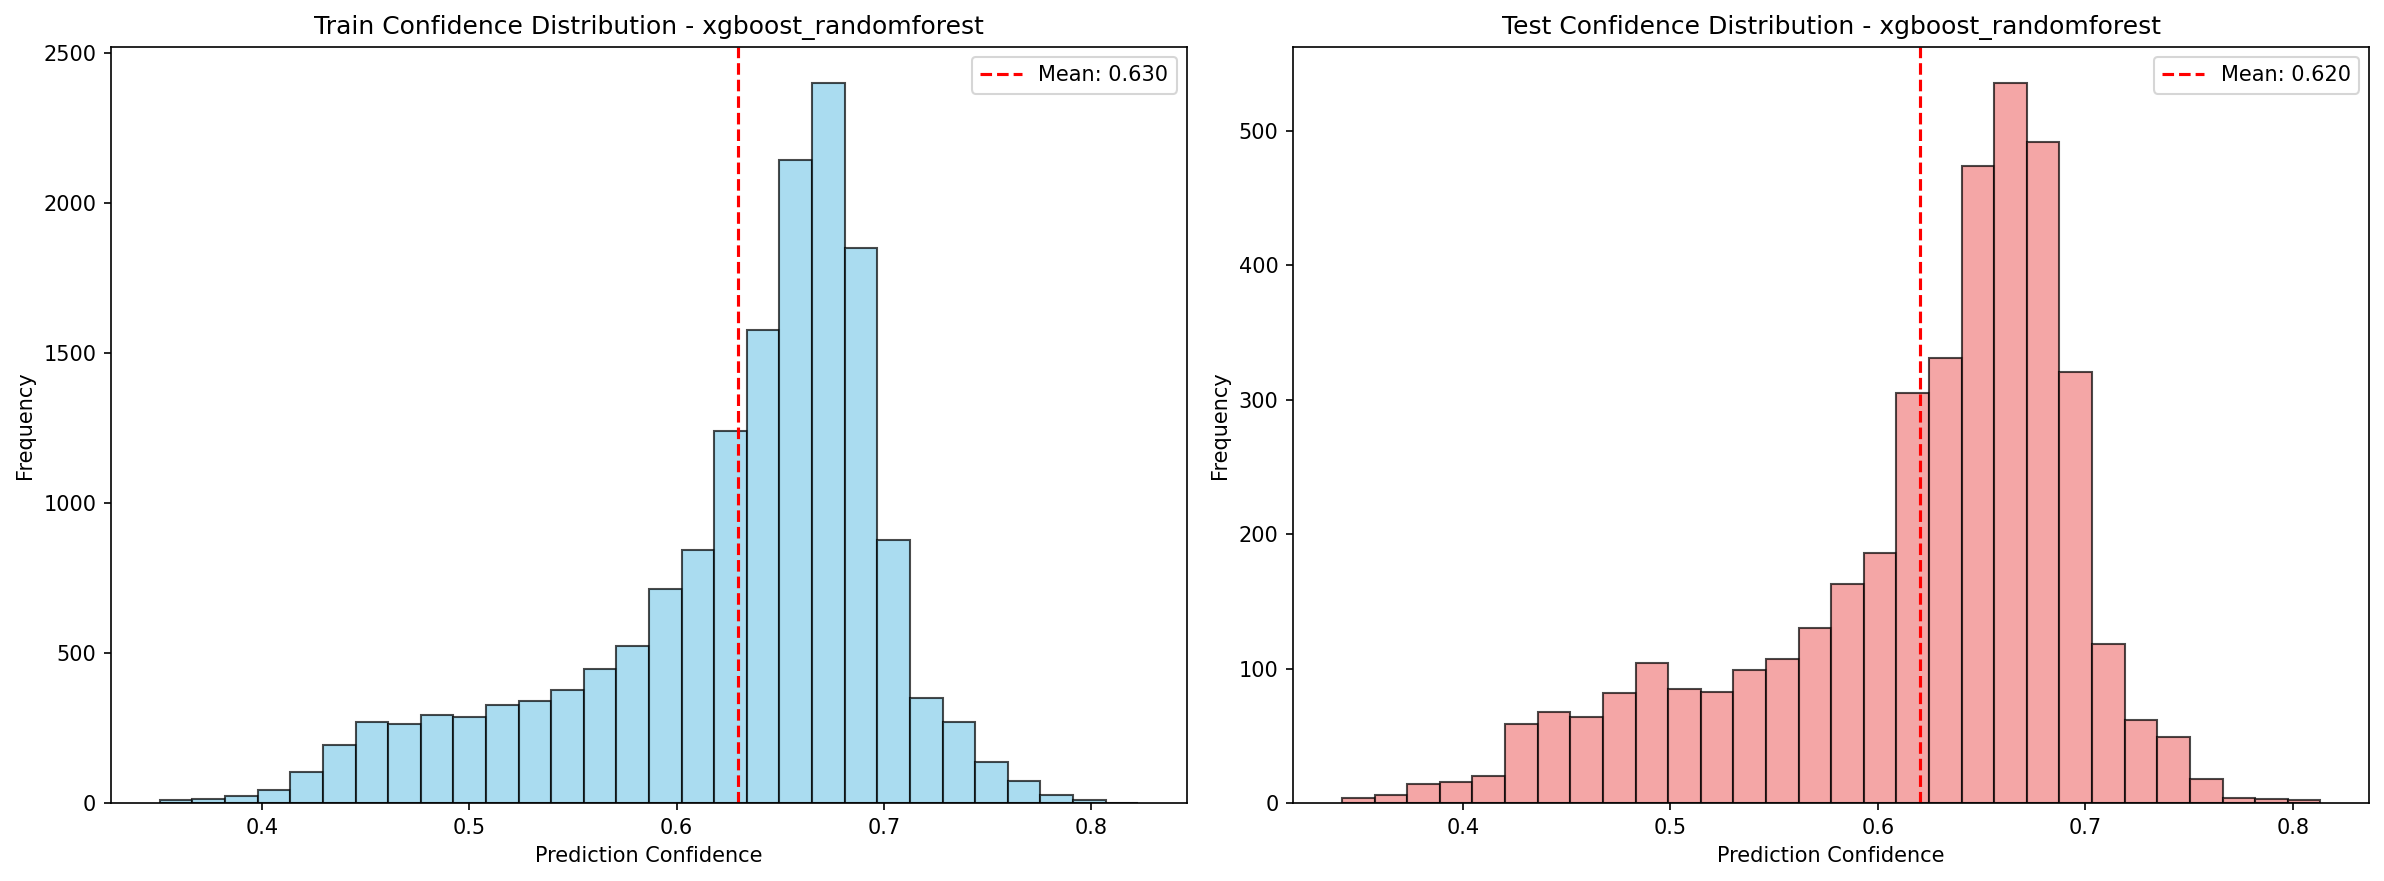 Train Confidence Distribution - xgboost_randomforest
Mean: 0.630
Frequency
2500
2000
1500
1000
500
0
0.4 0.5 0.6 0.7 0.8
Prediction Confidence
Test Confidence Distribution - xgboost_randomforest
Mean: 0.620
Frequency
500
400
300
200
100
0
0.4 0.5 0.6 0.7 0.8
Prediction Confidence